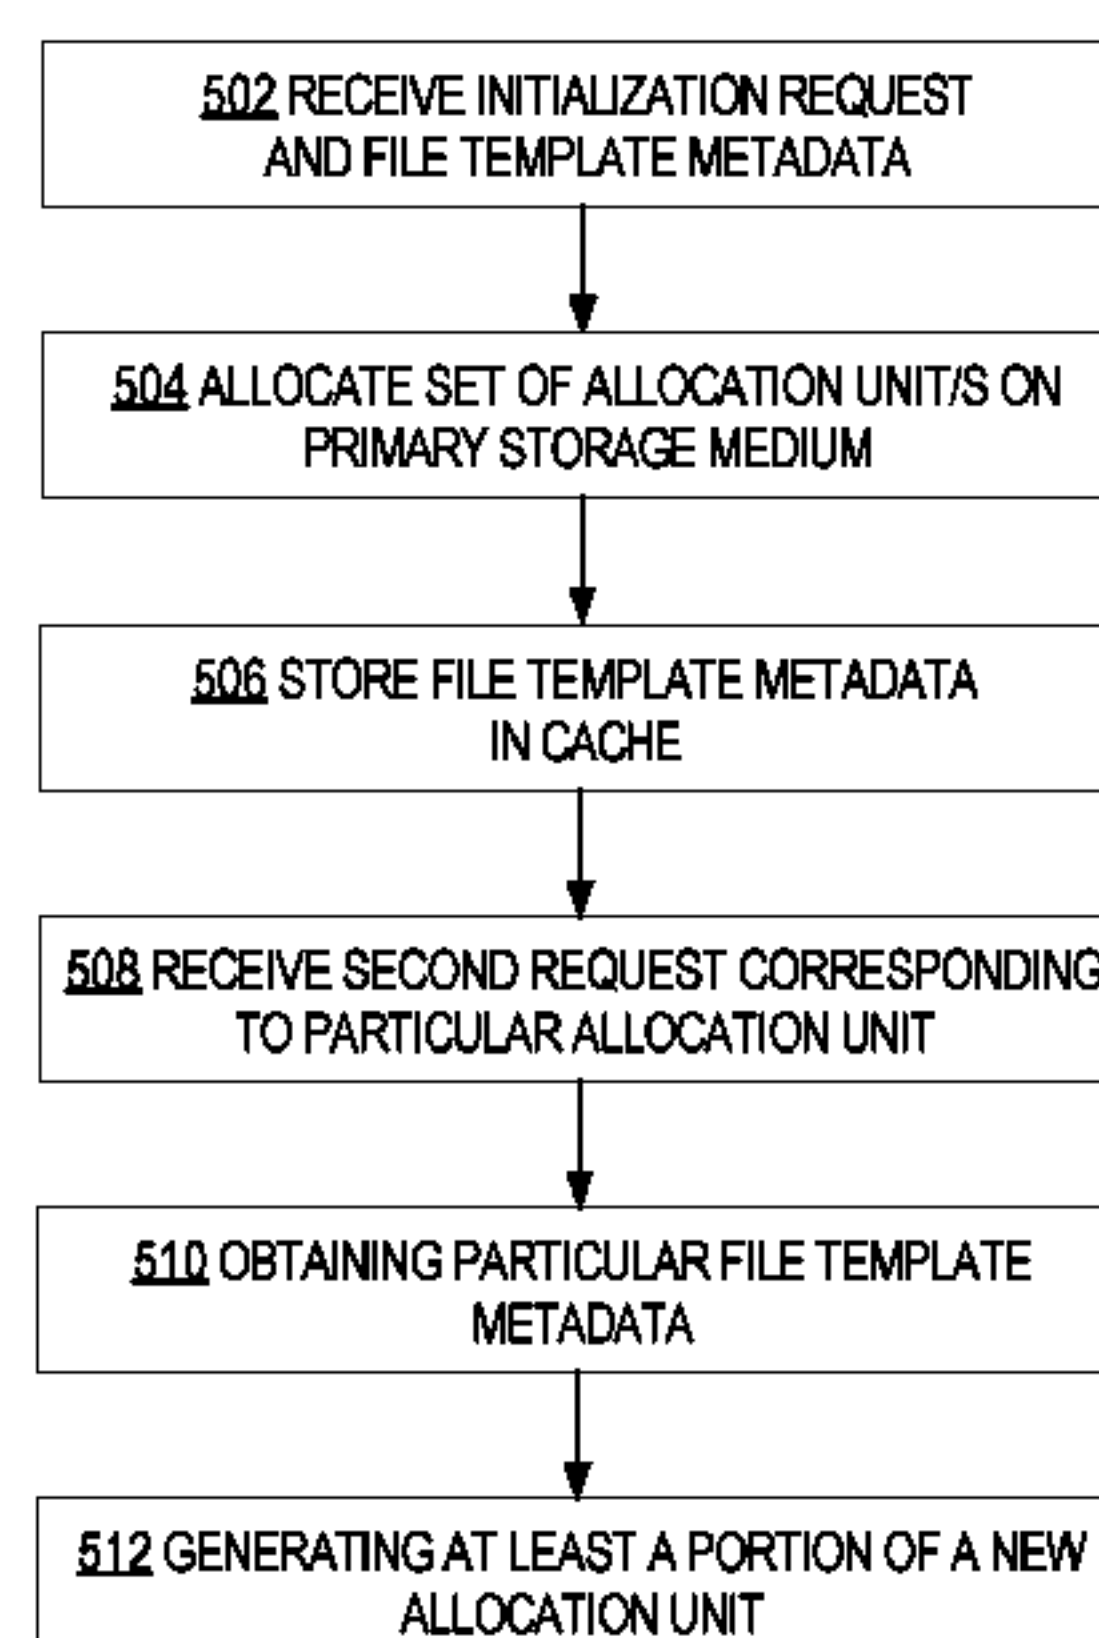 502 RECEIVE INITIALIZATION REQUEST
AND FILE TEMPLATE METADATA
504 ALLOCATE SET OF ALLOCATION UNIT/S ON
PRIMARY STORAGE MEDIUM
506 STORE FILE TEMPLATE METADATA
IN CACHE
508 RECEIVE SECOND REQUEST CORRESPONDING
TO PARTICULAR ALLOCATION UNIT
510 OBTAINING PARTICULAR FILE TEMPLATE
METADATA
512 GENERATING AT LEAST A PORTION OF A NEW
ALLOCATION UNIT